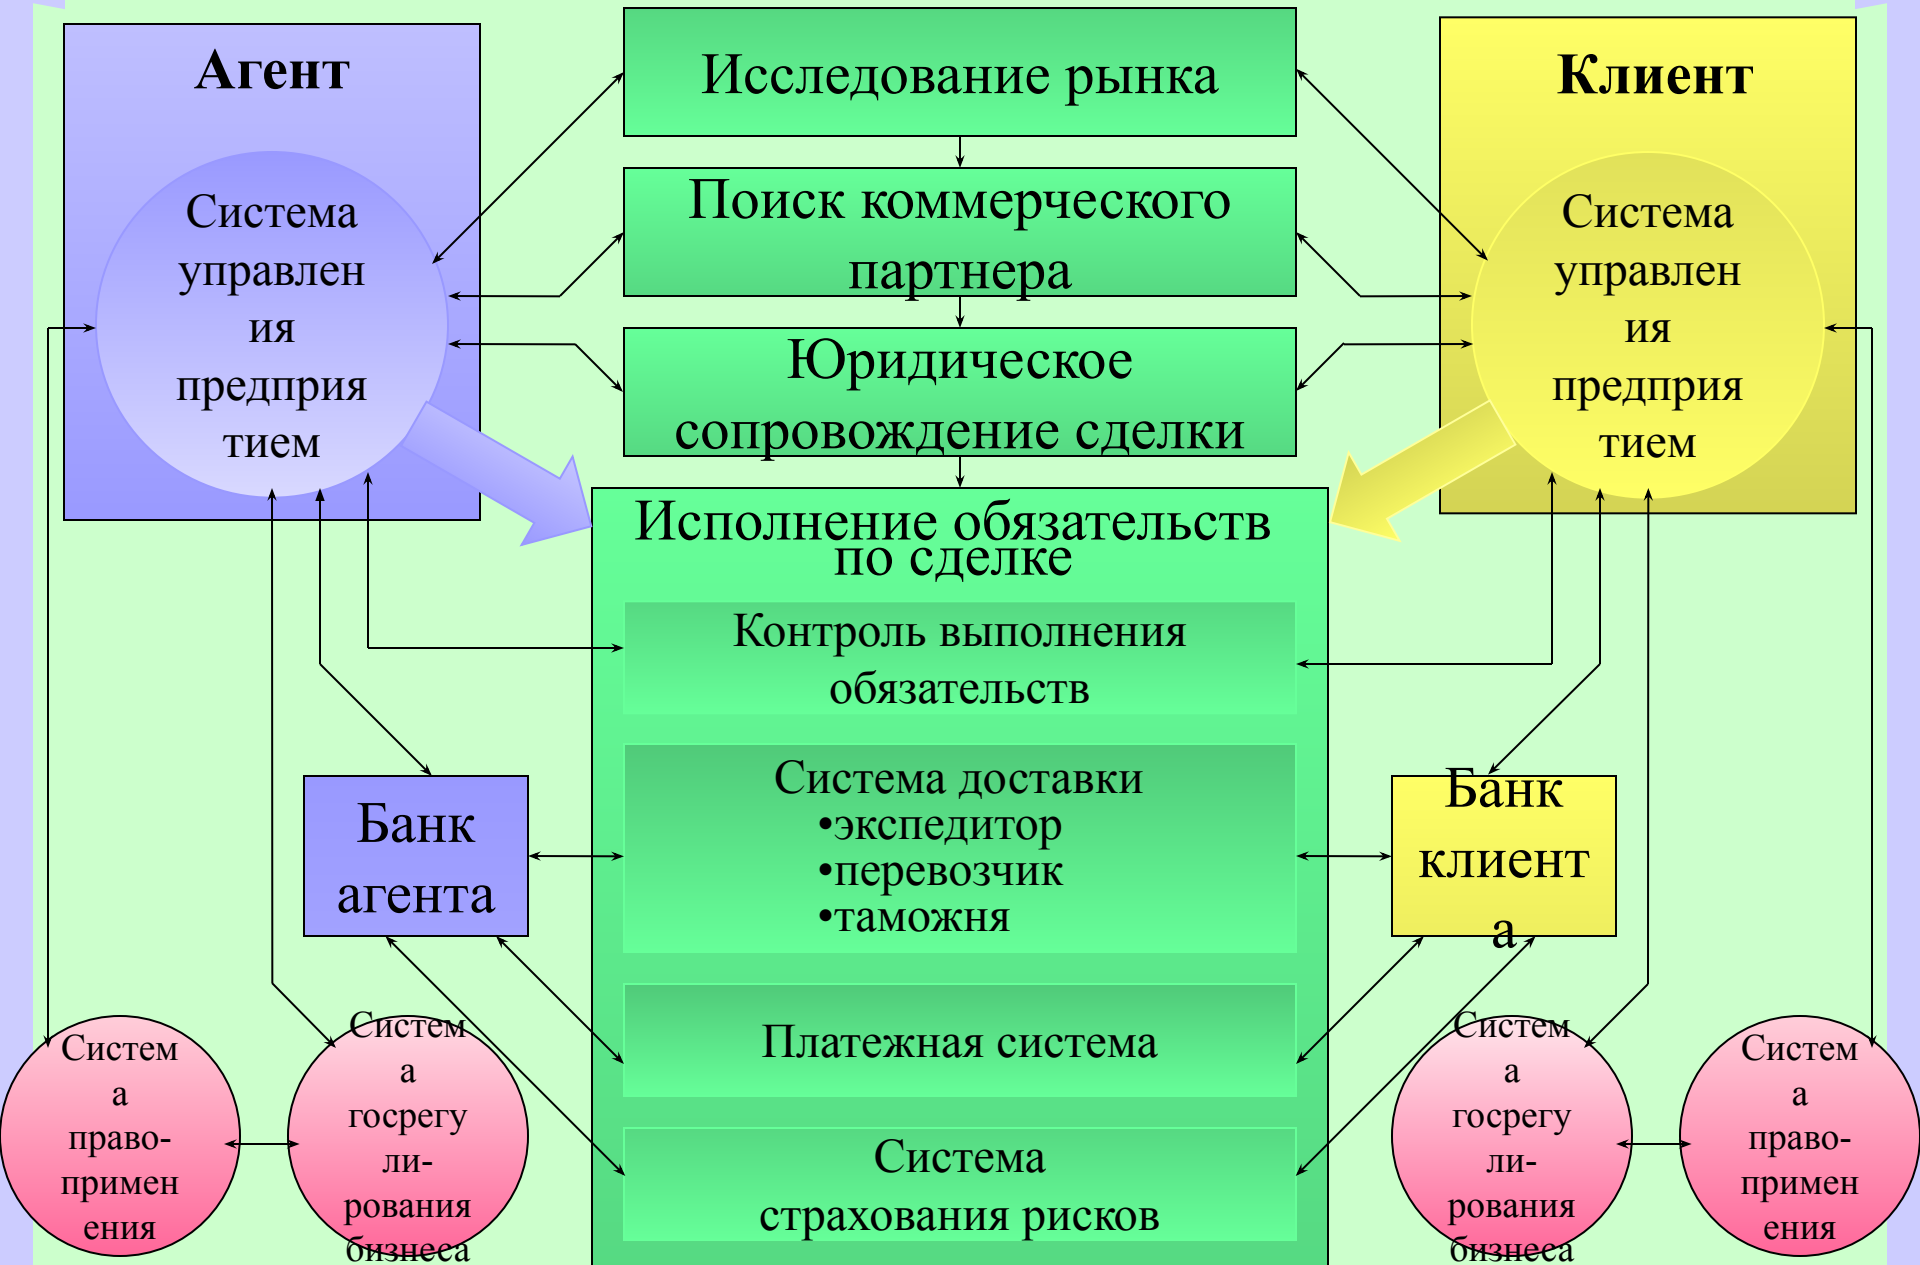 Агент
Система
управлен
ия
предприя
тием
Исследование рынка
Поиск коммерческого
партнера
Юридическое
сопровождение сделки
Клиент
Система
управлен
ия
предприя
тием
Исполнение обязательств
по сделке
Контроль выполнения
обязательств
Система доставки
•экспедитор
•перевозчик
•таможня
Платежная система
Система
страхования рисков
Банк
агента
Банк
клиент
а
Систем
а
право-
примен
ения
Систем
а
госрегу
ли-
рования
бизнеса
Систем
а
госрегу
ли-
рования
бизнеса
Систем
а
право-
примен
ения